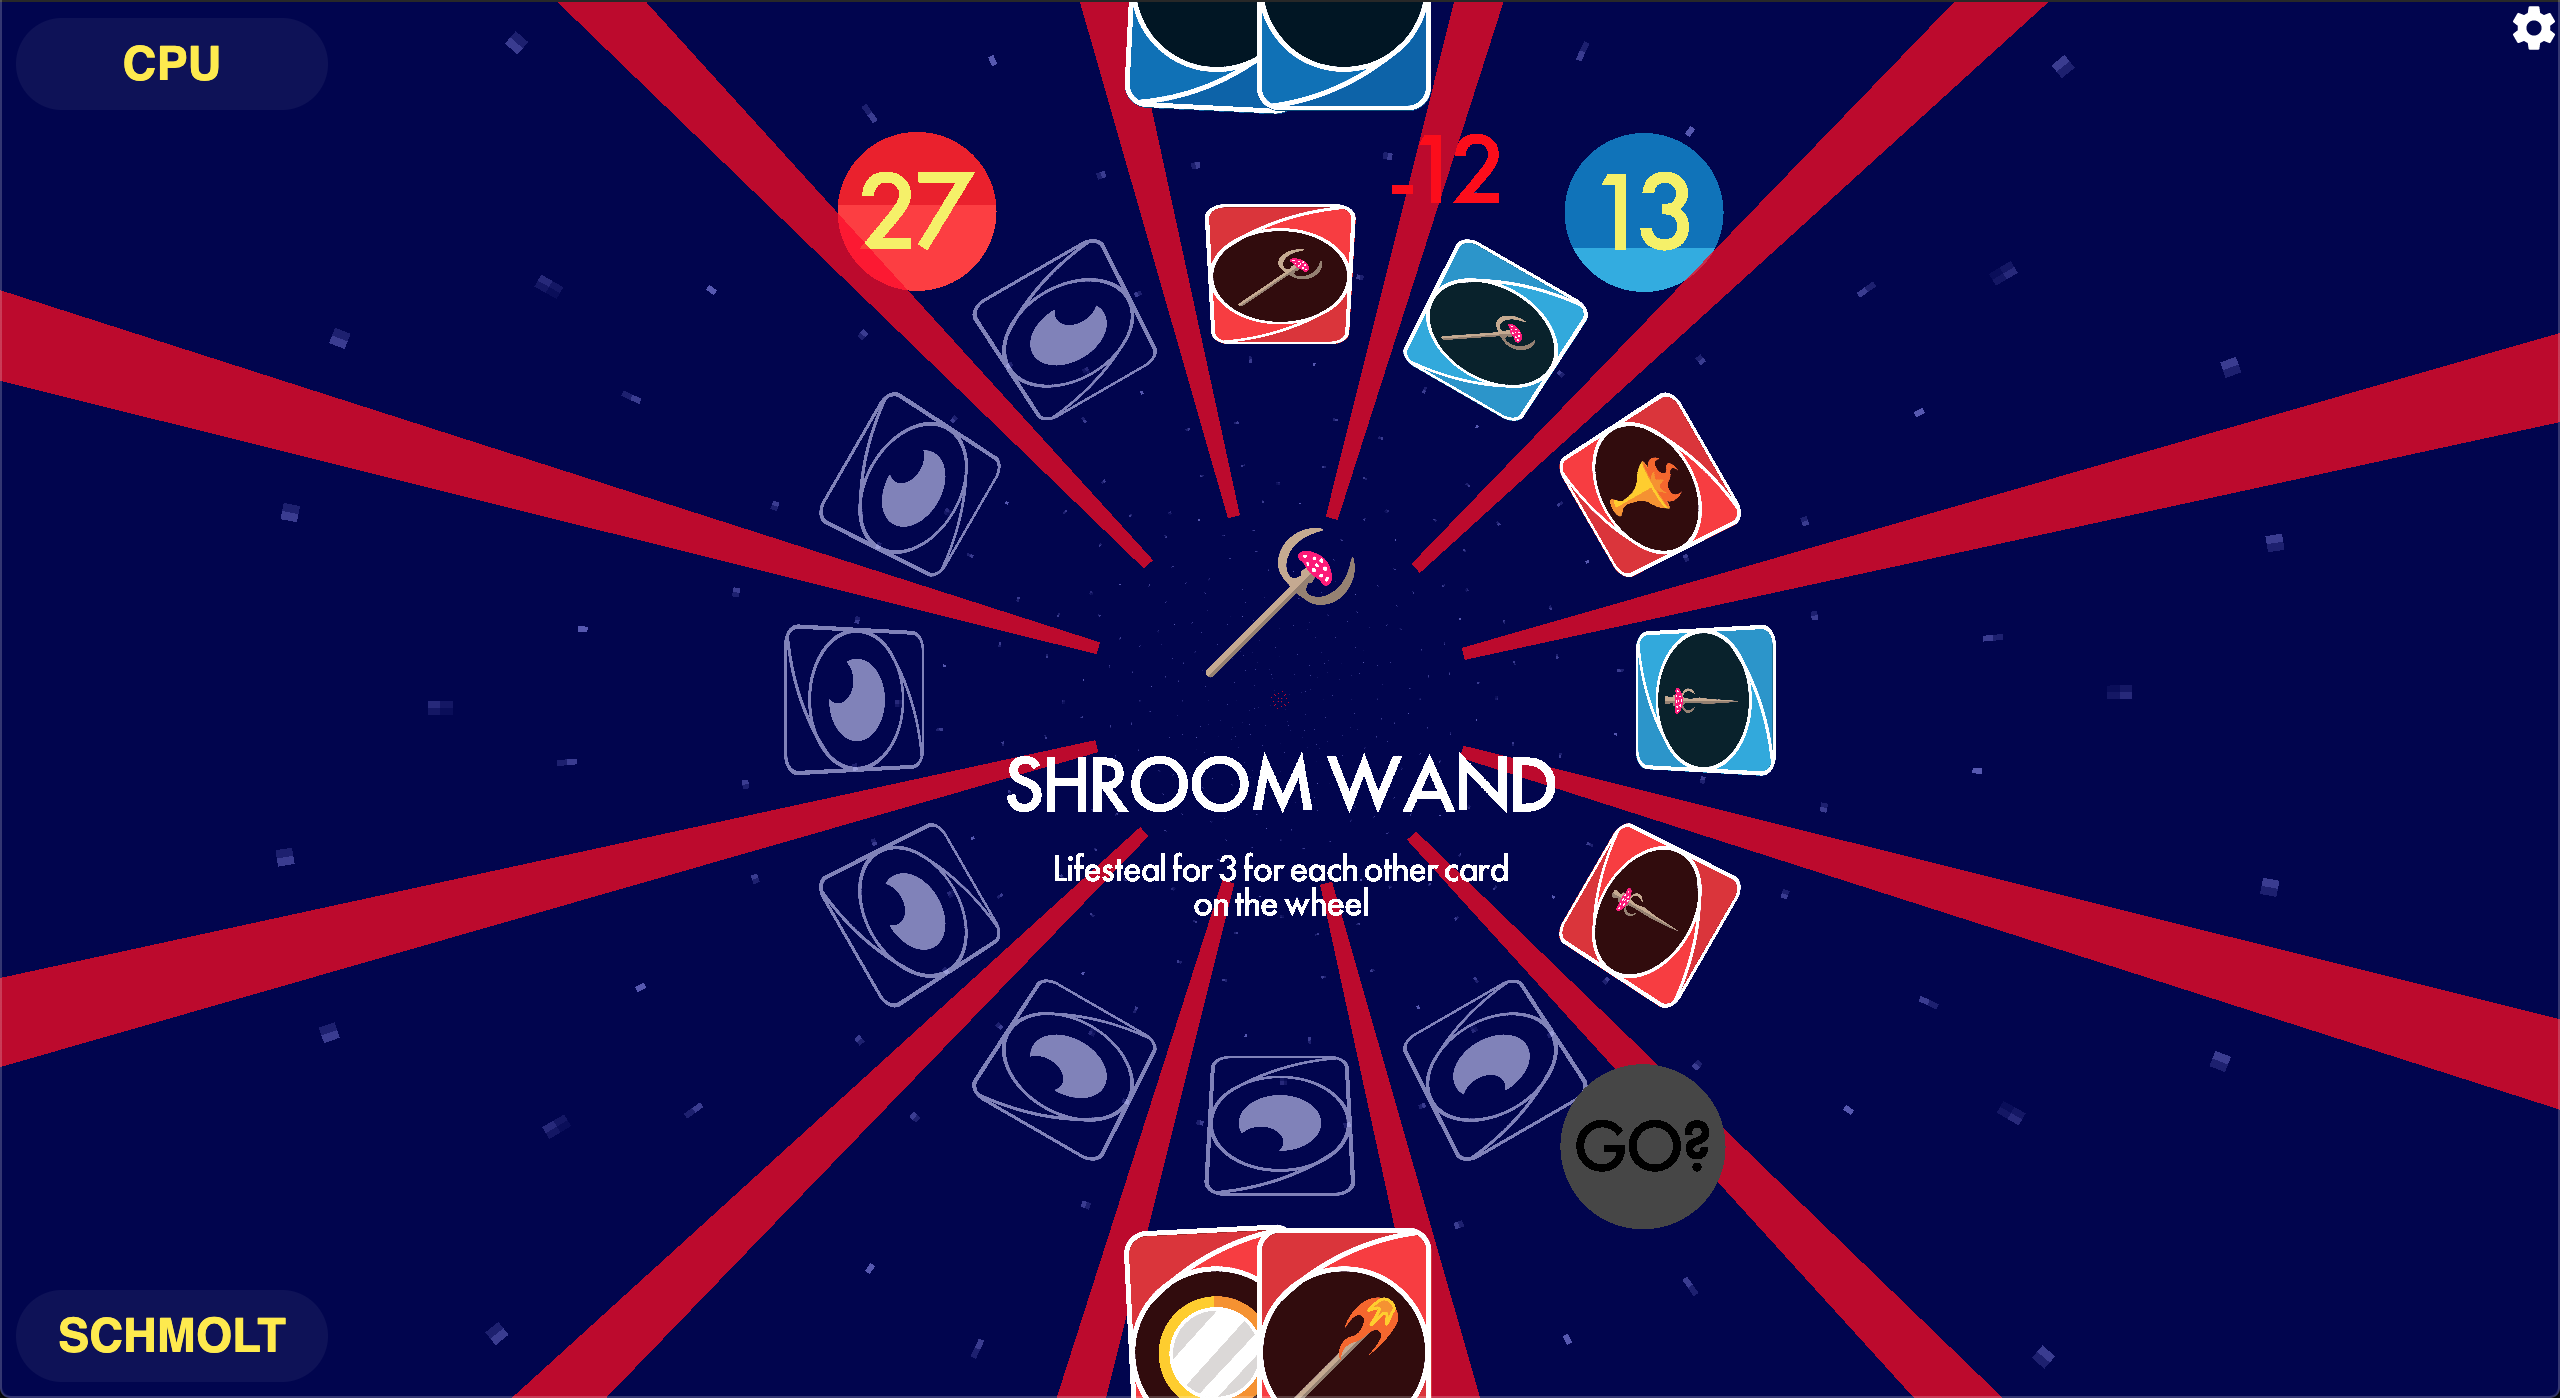 CPU
27
-12
13
SHROOM WAND
Lifesteal for 3 for each other card
on the wheel
GO?
SCHMOLT